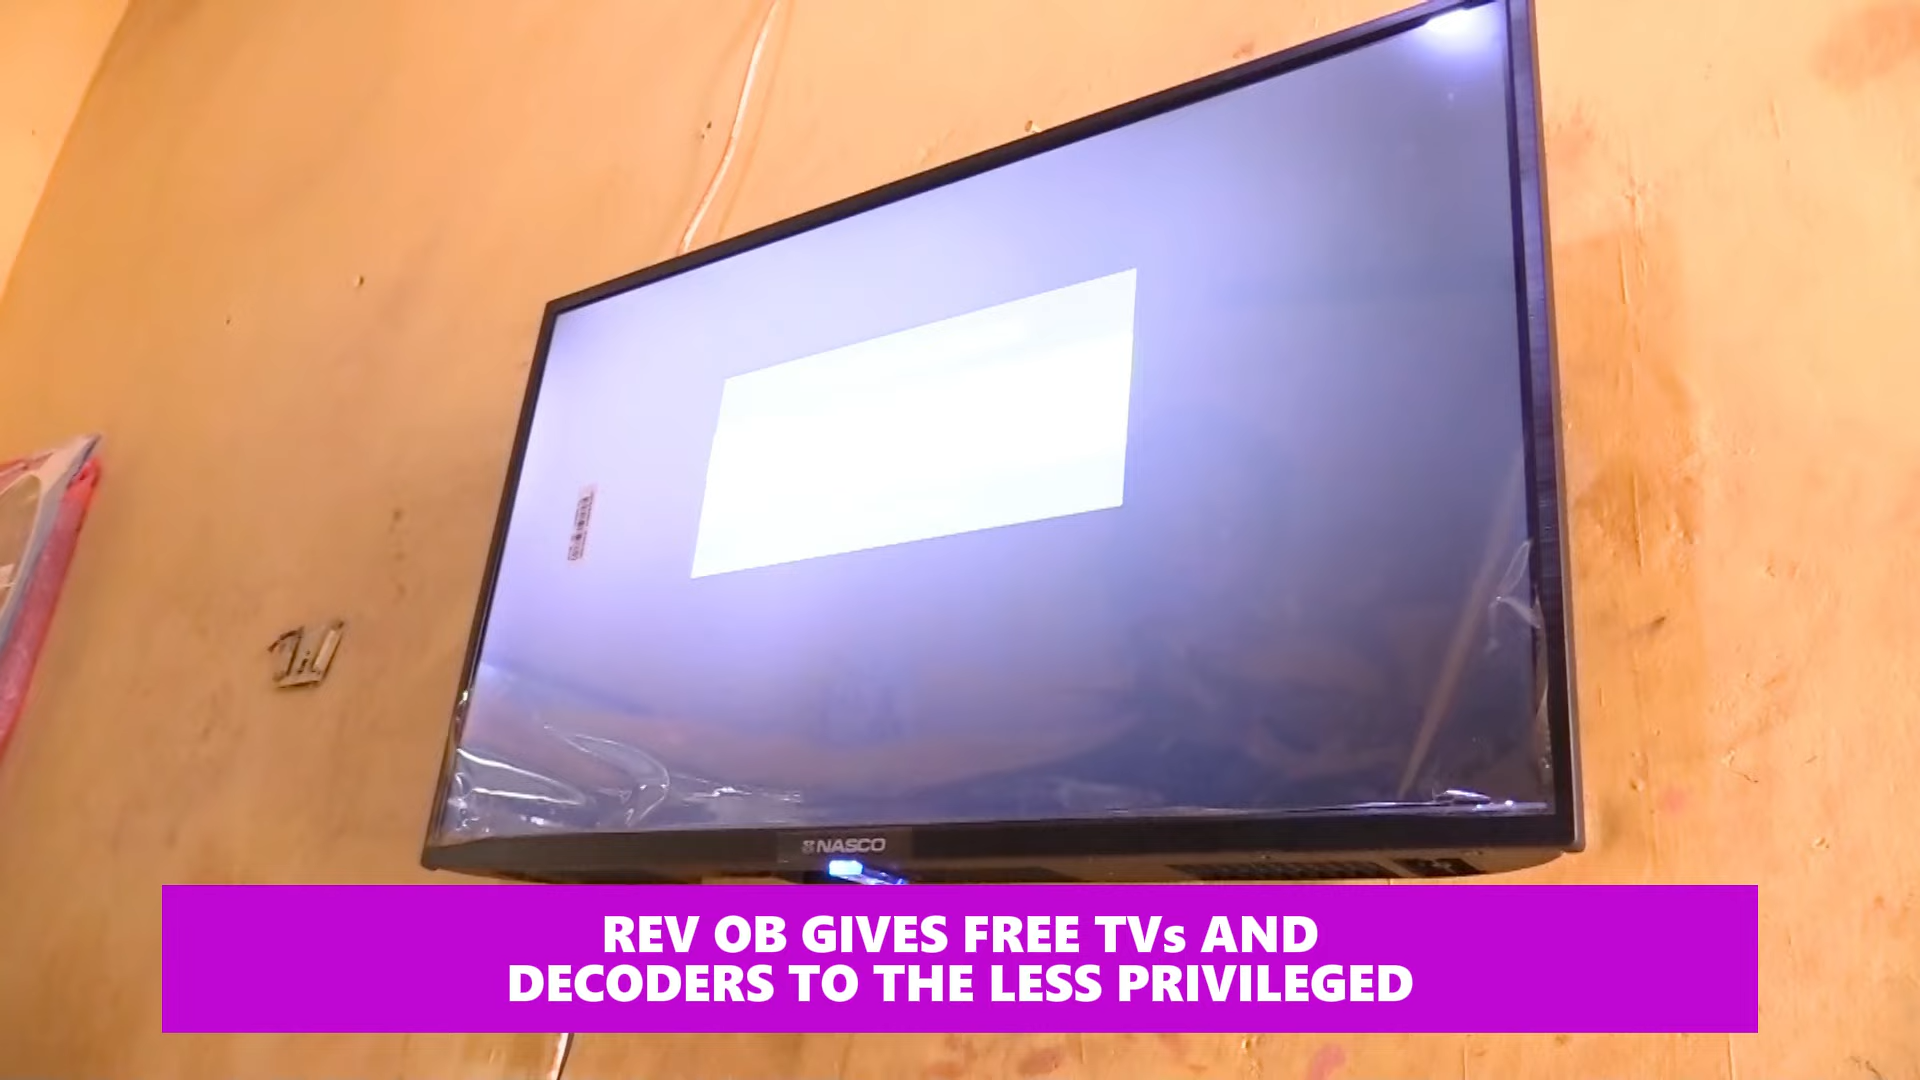 NASCO
REV OB GIVES FREE TVs AND
DECODERS TO THE LESS PRIVILEGED